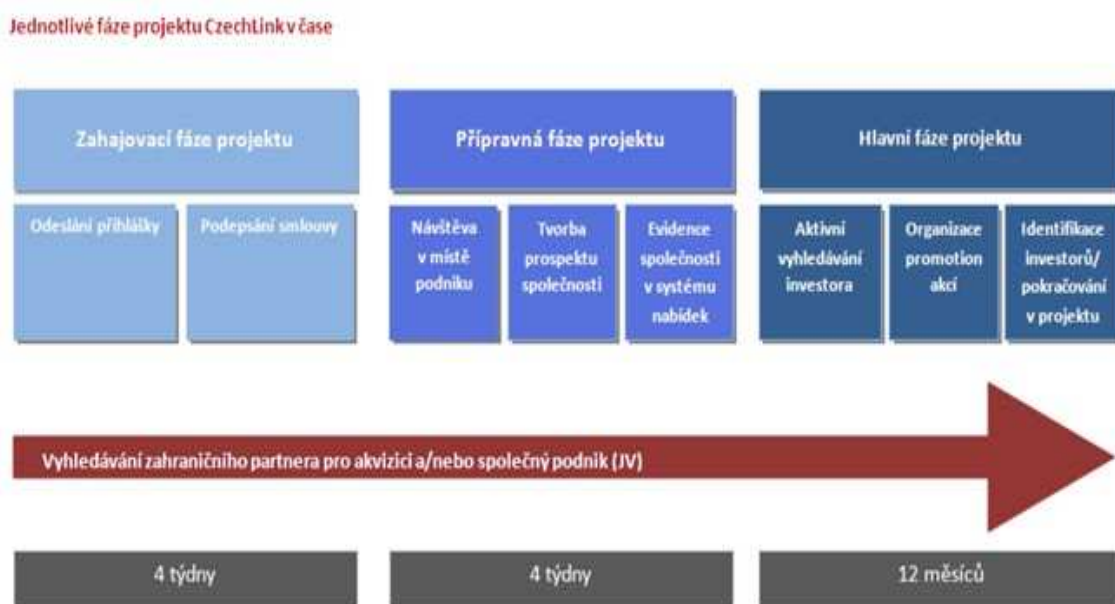 Jednotlivé fáze projektu CzechLink v čase
Zahajovací fáze projektu
Přípravná fáze projektu
Hlavní fáze projektu
Odeslání přihlášky
Podepsání smlouvy
Návštěva
v místě
podniku
Tvorba
prospektu
společnosti
Evidence
společnosti
v systému
nabídek
Aktivní
vyhledávání
investora
Organizace
promotion
akcí
Identifikace
investorů/
pokračování
v projektu
Vyhledávání zahraničního partnera pro akvizici a/nebo společný podnik (JV)
4 týdny
4 týdny
12 měsíců